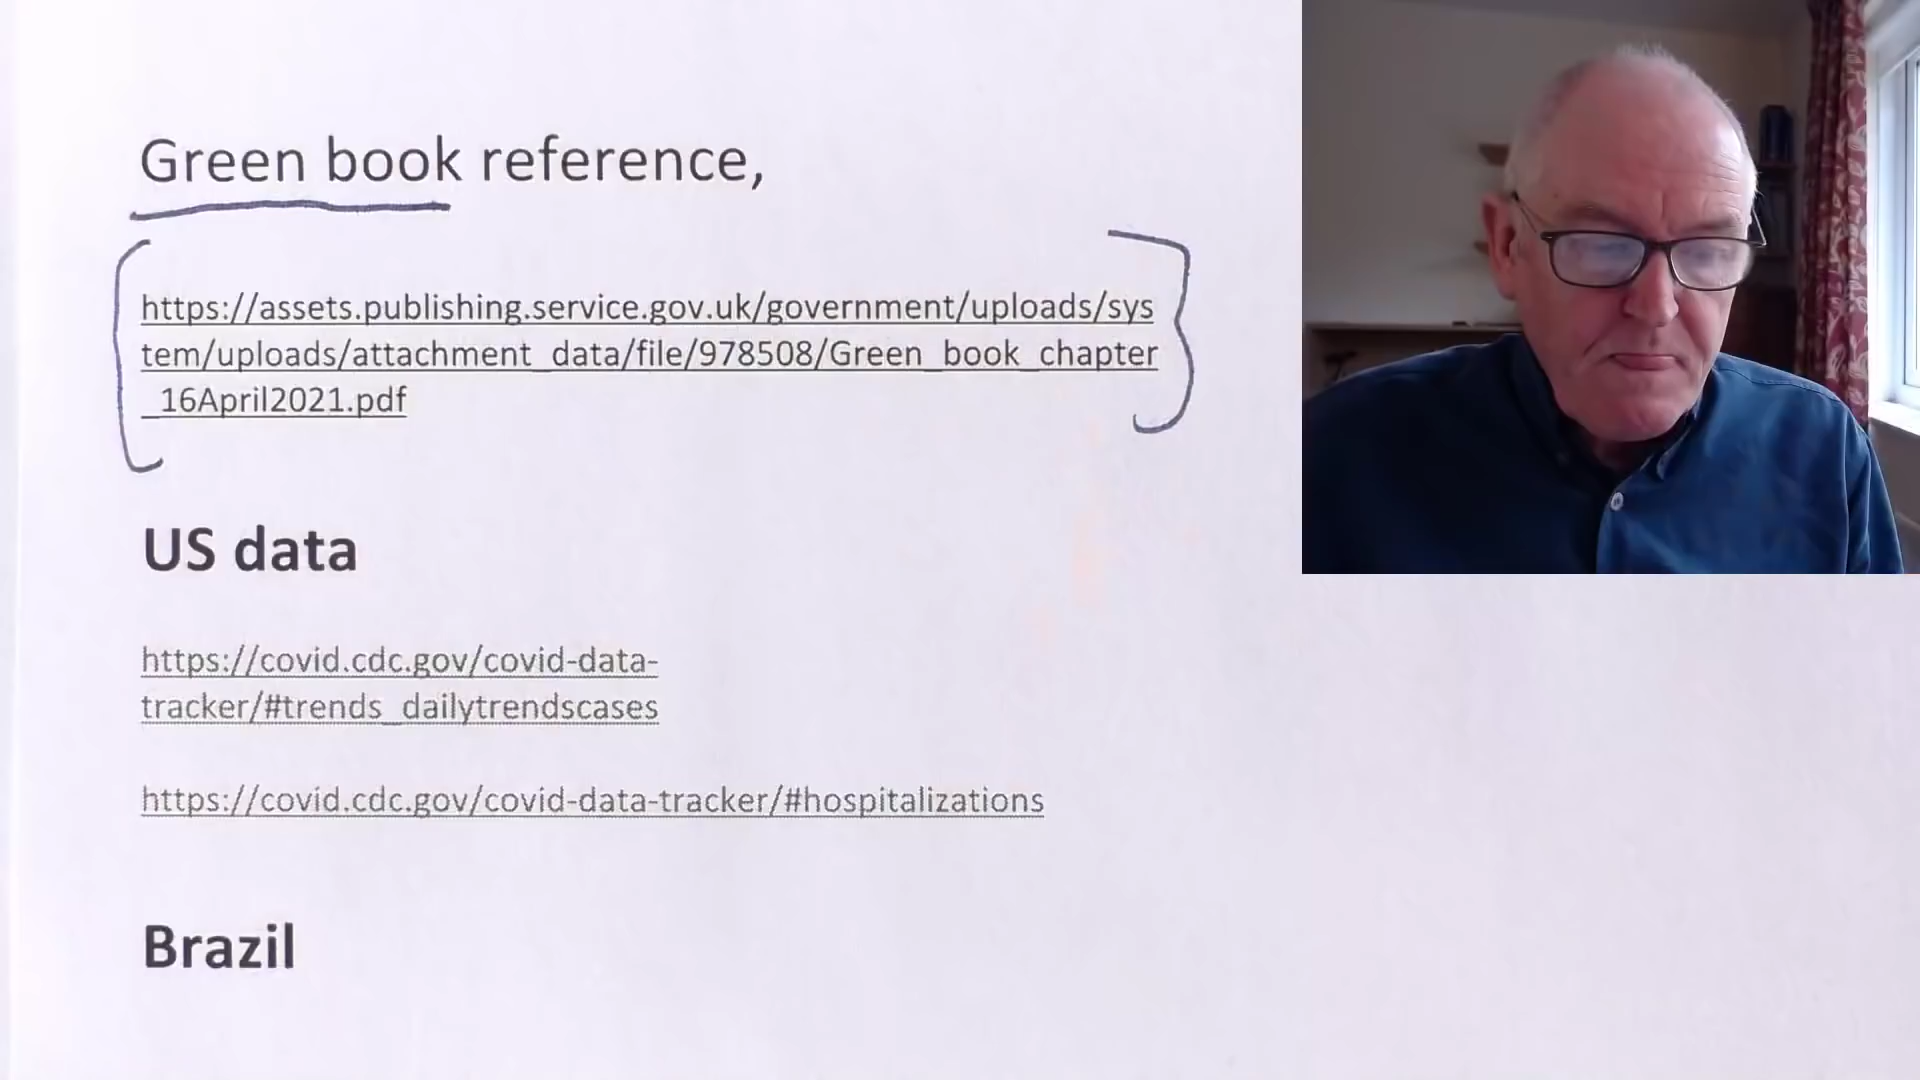 Green book reference,
https://assets.publishing.service.gov.uk/government/uploads/sys
tem/uploads/attachment_data/file/978508/Green_book_chapter
_16April2021.pdf
US data
https://covid.cdc.gov/covid-data-
tracker/#trends_dailytrendscases
https://covid.cdc.gov/covid-data-tracker/#hospitalizations
Brazil